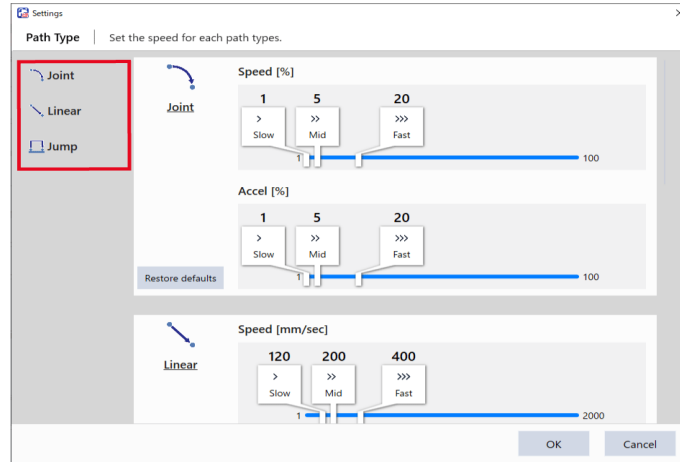 Settings
Path Type Set the speed for each path types.
Joint
Linear
Jump
Joint
Restore defaults
Speed [%]
1 5 20
> >> >>>
Slow Mid Fast
1 100
Accel [%]
1 5 20
> >> >>>
Slow Mid Fast
1 100
Linear
Speed [mm/sec]
120 200 400
> >> >>>
Slow Mid Fast
1 2000
OK Cancel